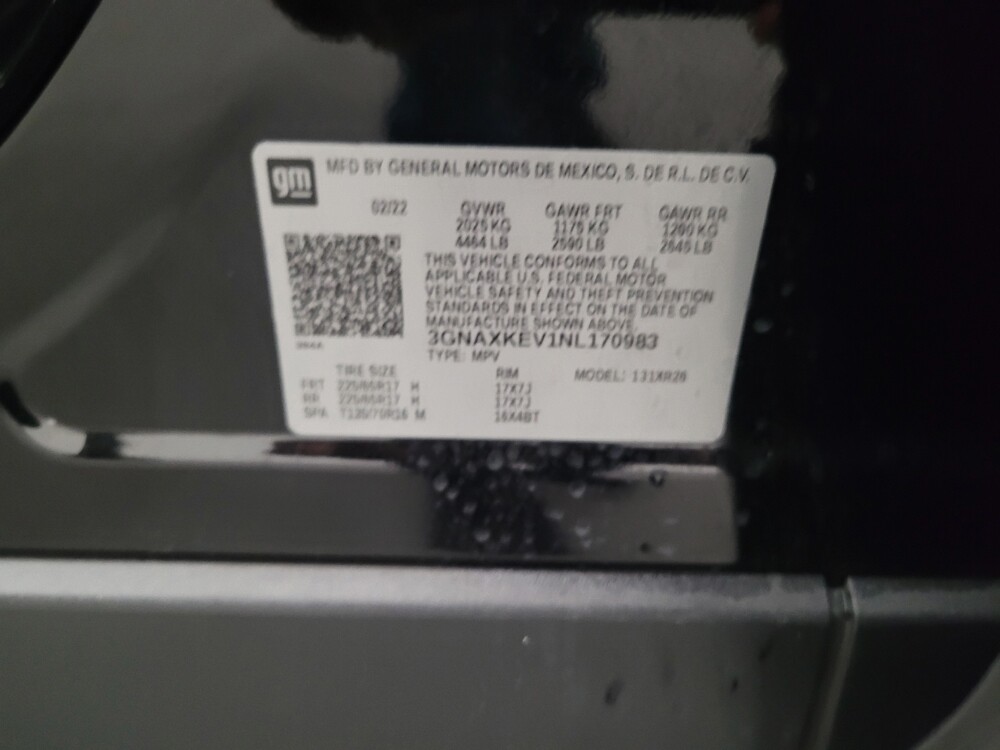 gm MFD BY GENERAL MOTORS DE MEXICO, S. DE R.L. DE C.V.
02/22 GVWR GAWR FRT GAWR RR
2025 KG 1175 KG 1200 KG
4464 LB 2590 LB 2645 LB
THIS VEHICLE CONFORMS TO ALL
APPLICABLE U.S. FEDERAL MOTOR
VEHICLE SAFETY AND THEFT PREVENTION
STANDARDS IN EFFECT ON THE DATE OF
MANUFACTURE SHOWN ABOVE.
3GNAXKEV1NL170983
TYPE: MPV
TIRE SIZE RIM MODEL: 1XR26
FRT 225/65R17 H 17X7J
RR 225/65R17 H 17X7J
SPA T135/70R16 M 16X4BT